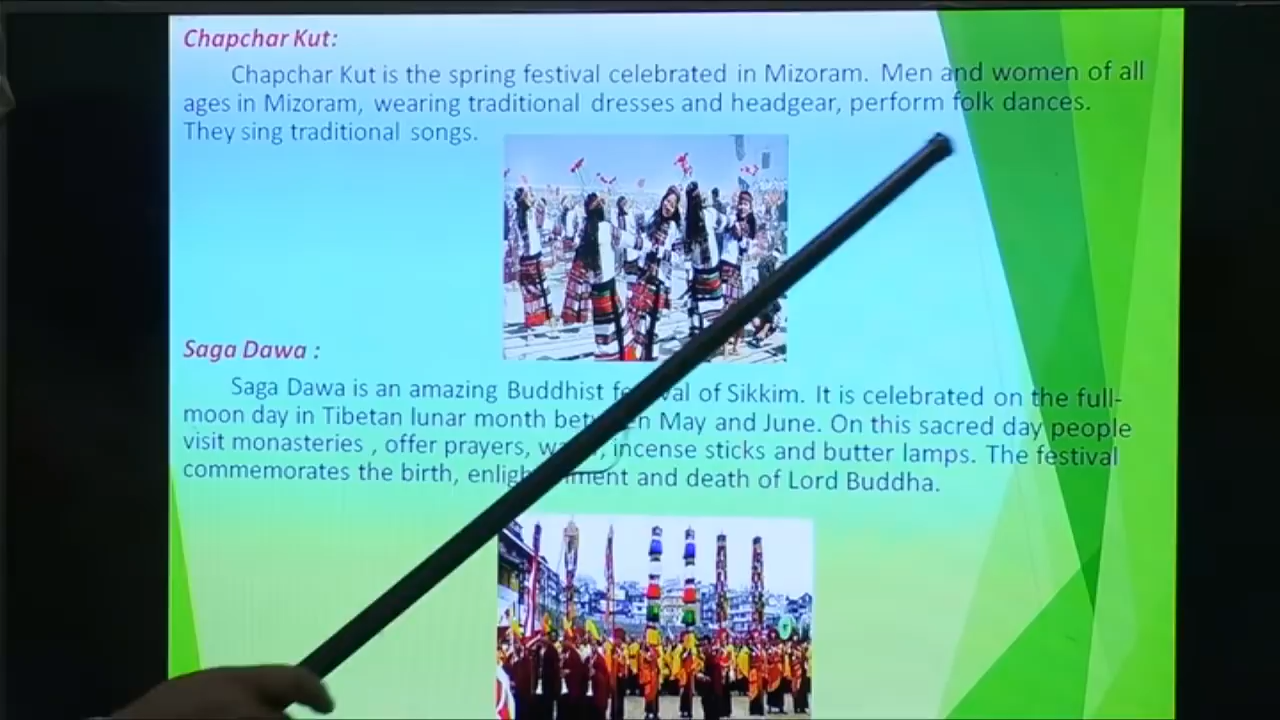 Chapchar Kut:
Chapchar Kut is the spring festival celebrated in Mizoram. Men and women of all
ages in Mizoram, wearing traditional dresses and headgear, perform folk dances.
They sing traditional songs.
Saga Dawa :
Saga Dawa is an amazing Buddhist of Sikkim. It is celebrated on the full-
moon day in Tibetan lunar month May and June. On this sacred day people
visit monasteries , offer prayers, incense sticks and butter lamps. The festival
commemorates the birth, and death of Lord Buddha.